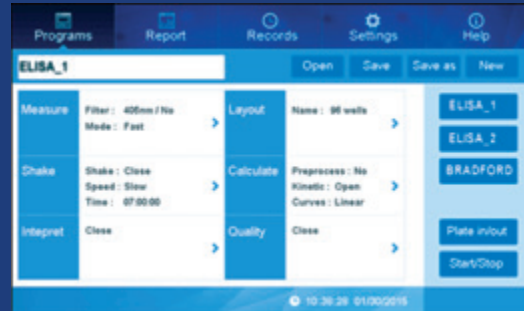 Programs Report Records Settings Help
ELISA_1 Open Save Save as New
Measure
Filter : 405nm / No
Mode : Fast
Layout
Name : 96 wells
Shake
Shake : Close
Speed : Slow
Time : 07:00:00
Calculate
Preprocess : No
Kinetic : Open
Curves : Linear
Intepret
Close
Quality
Close
ELISA_1
ELISA_2
BRADFORD
Plate in/out
Start/Stop
10:38:28 01/00/2015